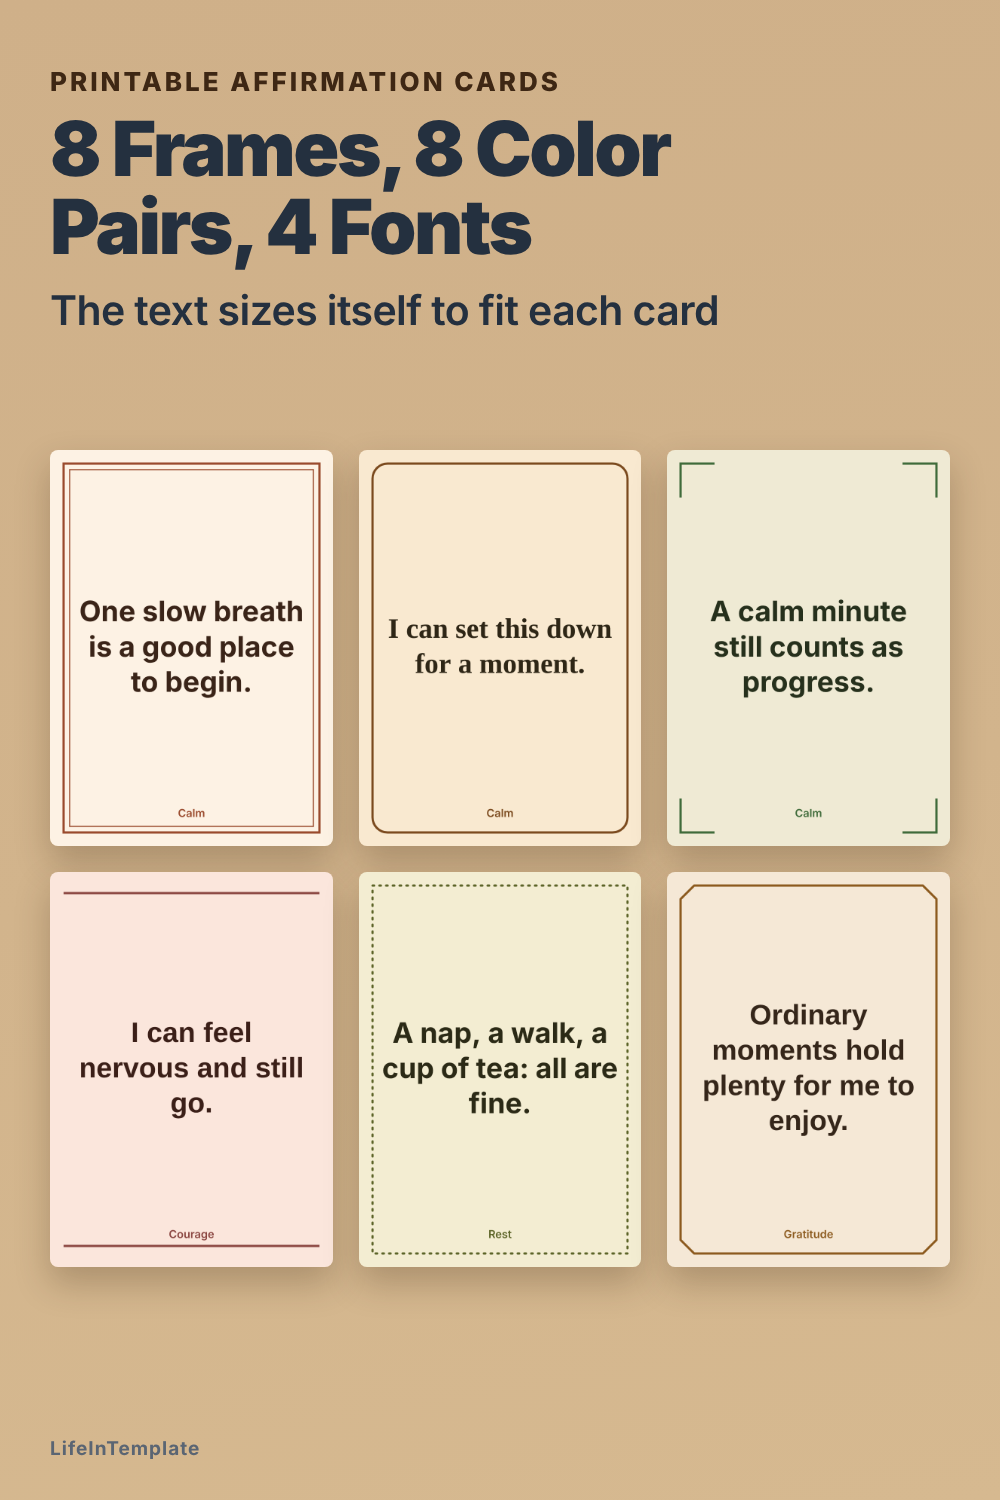 PRINTABLE AFFIRMATION CARDS
8 Frames, 8 Color
Pairs, 4 Fonts
The text sizes itself to fit each card
One slow breath
is a good place
to begin.
Calm
I can set this down
for a moment.
Calm
A calm minute
still counts as
progress.
Calm
I can feel
nervous and still
go.
Courage
A nap, a walk, a
cup of tea: all are
fine.
Rest
Ordinary
moments hold
plenty for me to
enjoy.
Gratitude
LifeInTemplate